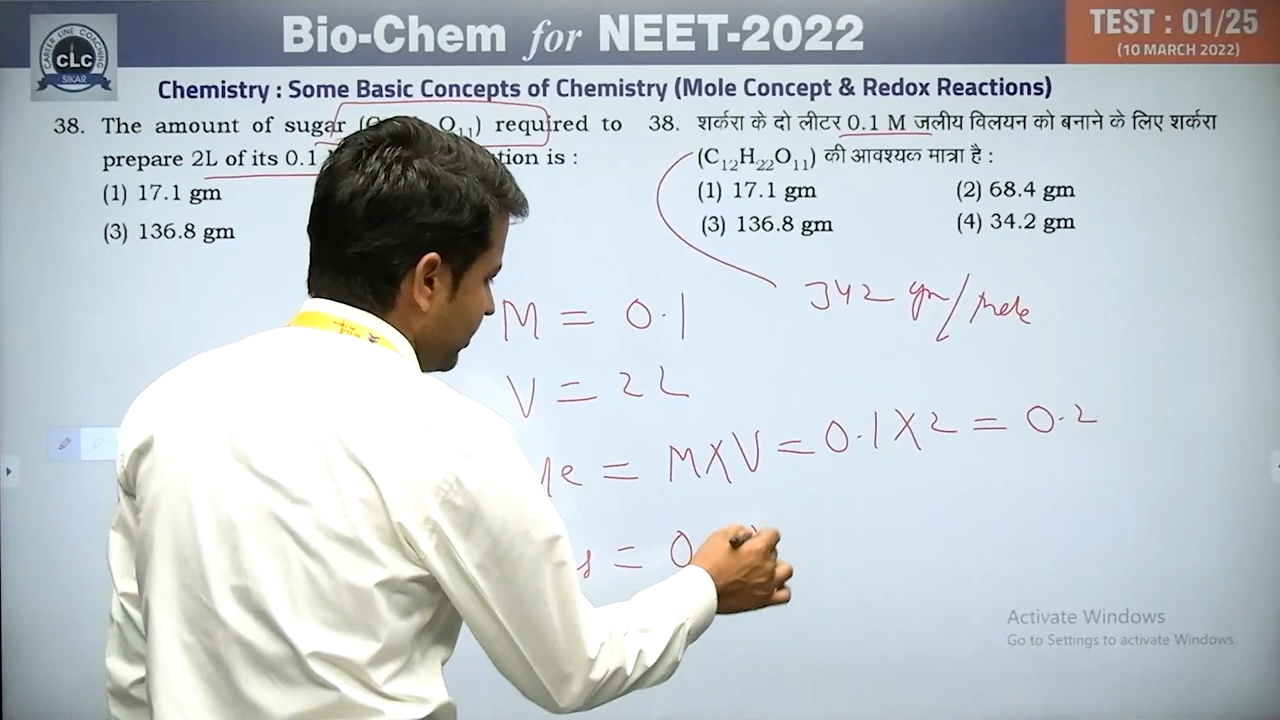 CAREER LINE COACHING
CLC
SIKAR
Bio-Chem for NEET-2022
TEST : 01/25
(10 MARCH 2022)
Chemistry : Some Basic Concepts of Chemistry (Mole Concept & Redox Reactions)
38. The amount of sugar O₁₁) required to
prepare 2L of its 0.1 is :
(1) 17.1 gm
(3) 136.8 gm
38. शर्करा के दो लीटर 0.1 M जलीय विलयन को बनाने के लिए शर्करा
(C₁₂H₂₂O₁₁) की आवश्यक मात्रा है :
(1) 17.1 gm (2) 68.4 gm
(3) 136.8 gm (4) 34.2 gm
342 gm/mole
M = 0.1
V = 2L
= M×V = 0.1×2 = 0.2
= 0
Activate Windows
Go to Settings to activate Windows.